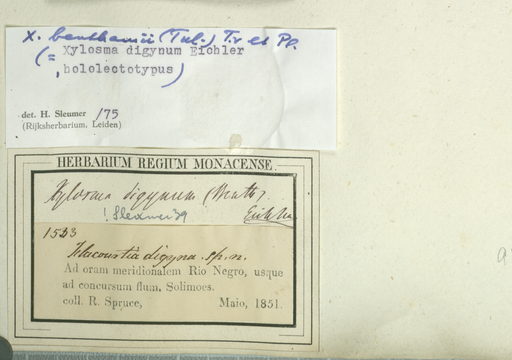 X. benthamii (Tul.) Tr et Pl.
(= Xylosma digynum Eichler
, hololectotypus)
det. H. Sleumer /75
(Rijksherbarium, Leiden)
HERBARIUM REGIUM MONACENSE.
Xylosma digynum (Benth).
! Sleumer 39
Eichler
1523
Flacourtia digyna. sp. n.
Ad oram meridionalem Rio Negro, usque
ad concursum flum. Solimoes.
coll. R. Spruce,
Maio, 1851.